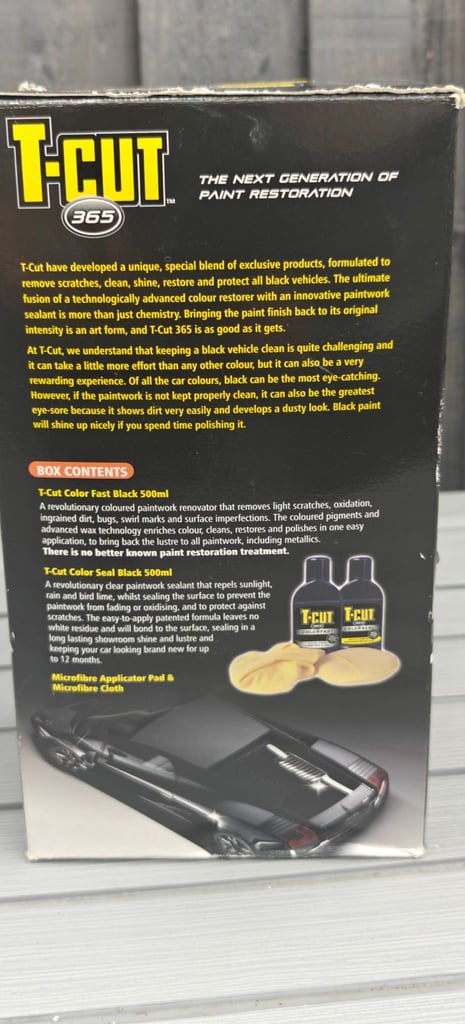 T-CUT™
365
THE NEXT GENERATION OF
PAINT RESTORATION
T-Cut have developed a unique, special blend of exclusive products, formulated to
remove scratches, clean, shine, restore and protect all black vehicles. The ultimate
fusion of a technologically advanced colour restorer with an innovative paintwork
sealant is more than just chemistry. Bringing the paint finish back to its original
intensity is an art form, and T-Cut 365 is as good as it gets.
At T-Cut, we understand that keeping a black vehicle clean is quite challenging and
it can take a little more effort than any other colour, but it can also be a very
rewarding experience. Of all the car colours, black can be the most eye-catching.
However, if the paintwork is not kept properly clean, it can also be the greatest
eye-sore because it shows dirt very easily and develops a dusty look. Black paint
will shine up nicely if you spend time polishing it.
BOX CONTENTS
T-Cut Color Fast Black 500ml
A revolutionary coloured paintwork renovator that removes light scratches, oxidation,
ingrained dirt, bugs, swirl marks and surface imperfections. The coloured pigments and
advanced wax technology enriches colour, cleans, restores and polishes in one easy
application, to bring back the lustre to all paintwork, including metallics.
There is no better known paint restoration treatment.
T-Cut Color Seal Black 500ml
A revolutionary clear paintwork sealant that repels sunlight,
rain and bird lime, whilst sealing the surface to prevent the
paintwork from fading or oxidising, and to protect against
scratches. The easy-to-apply patented formula leaves no
white residue and will bond to the surface, sealing in a
long lasting showroom shine and lustre and
keeping your car looking brand new for up
to 12 months.
Microfibre Applicator Pad &
Microfibre Cloth
T-CUT
T-CUT